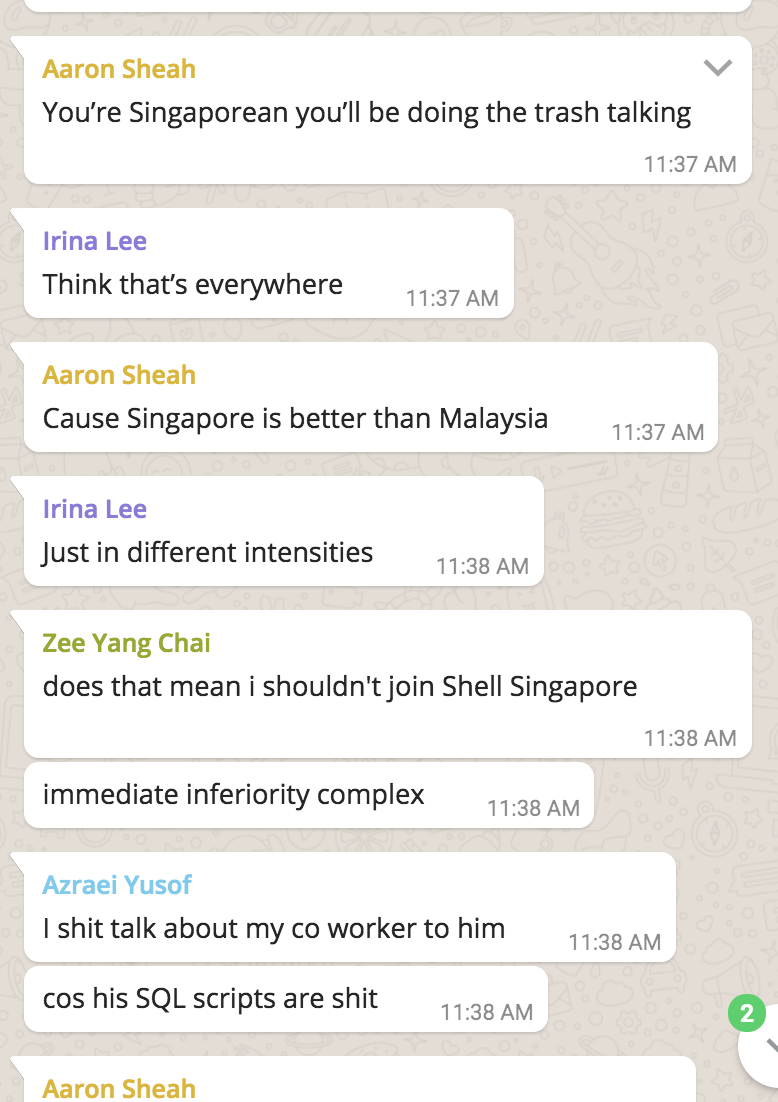 Aaron Sheah
You’re Singaporean you’ll be doing the trash talking
11:37 AM
Irina Lee
Think that’s everywhere
11:37 AM
Aaron Sheah
Cause Singapore is better than Malaysia
11:37 AM
Irina Lee
Just in different intensities
11:38 AM
Zee Yang Chai
does that mean i shouldn't join Shell Singapore
11:38 AM
immediate inferiority complex
11:38 AM
Azraei Yusof
I shit talk about my co worker to him
11:38 AM
cos his SQL scripts are shit
11:38 AM
2
Aaron Sheah